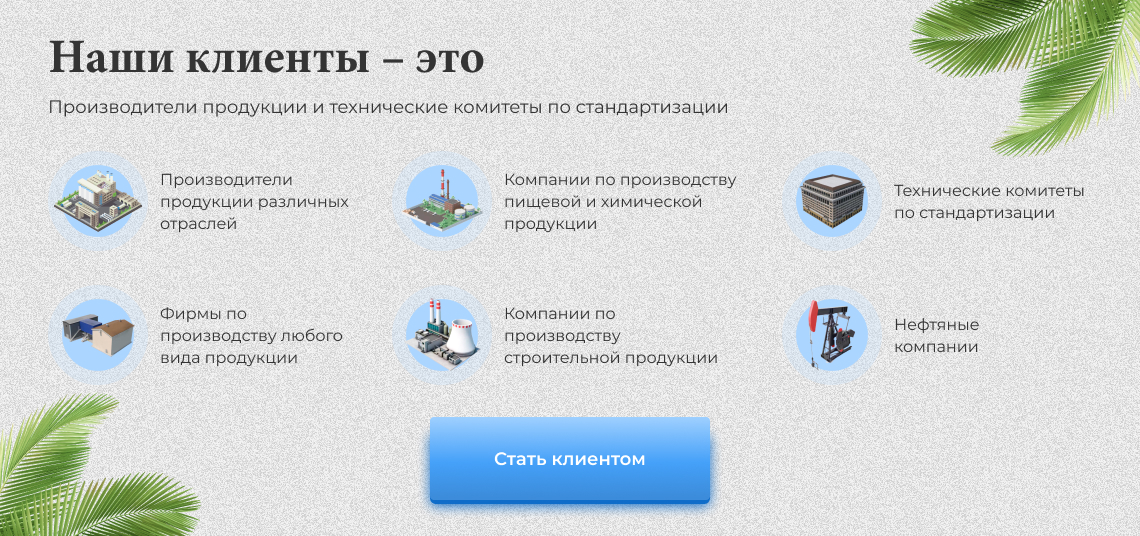 Наши клиенты – это
Производители продукции и технические комитеты по стандартизации
Производители
продукции различных
отраслей
Компании по производству
пищевой и химической
продукции
Технические комитеты
по стандартизации
Фирмы по
производству любого
вида продукции
Компании по
производству
строительной продукции
Нефтяные
компании
Стать клиентом